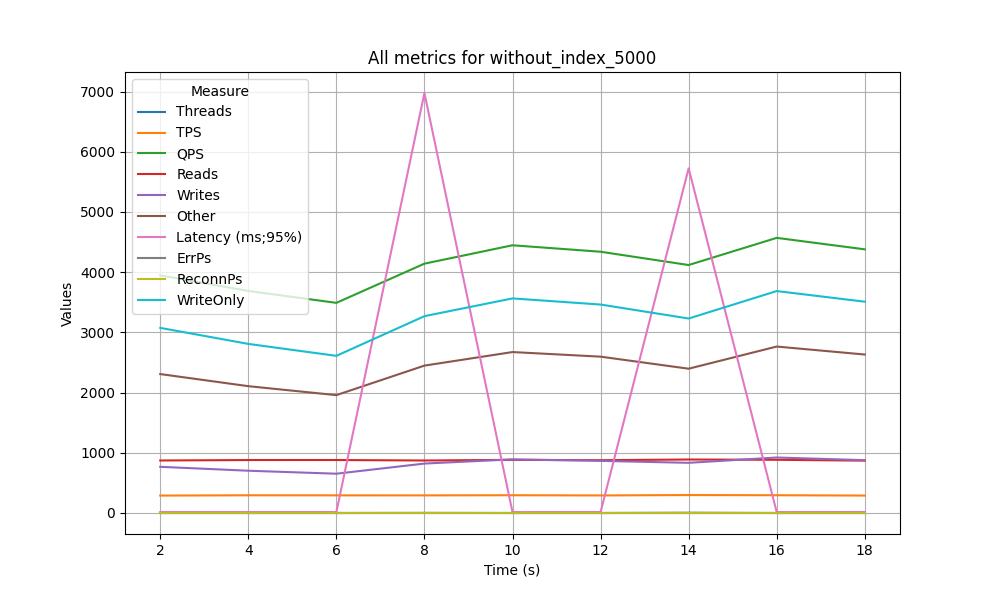 All metrics for without_index_5000
Values
7000
6000
5000
4000
3000
2000
1000
0
Measure
Threads
TPS
QPS
Reads
Writes
Other
Latency (ms;95%)
ErrPs
ReconnPs
WriteOnly
2 4 6 8 10 12 14 16 18
Time (s)